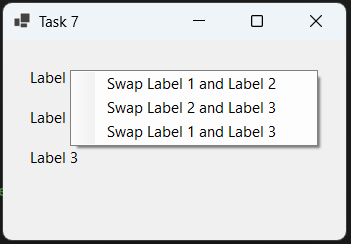 Task 7
Label
Swap Label 1 and Label 2
Swap Label 2 and Label 3
Label
Swap Label 1 and Label 3
Label 3